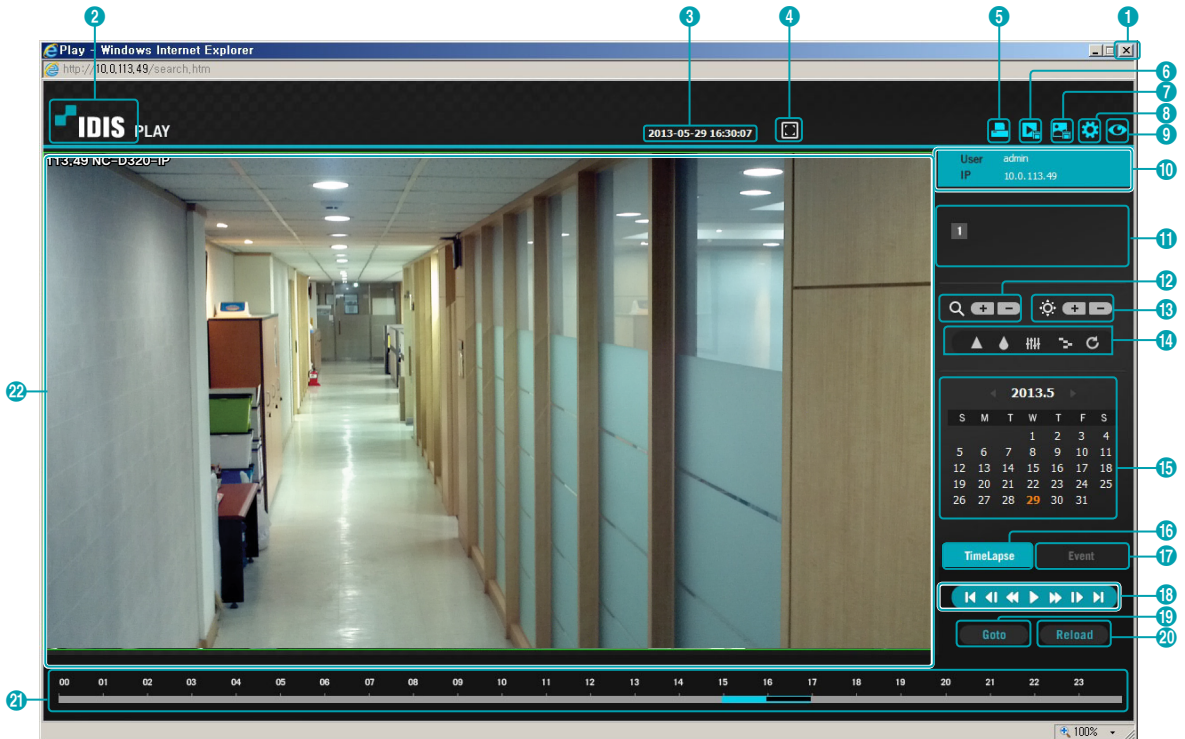 2
3
4
5
1
Play - Windows Internet Explorer
http://10.0.113.49/search.htm
6
7
8
9
IDIS PLAY
2013-05-29 16:30:07
113.49 NC-D320-IP
User admin
IP 10.0.113.49
10
1
11
12
13
14
22
2013.5
S M T W T F S
1 2 3 4
5 6 7 8 9 10 11
12 13 14 15 16 17 18
19 20 21 22 23 24 25
26 27 28 29 30 31
15
16
TimeLapse
Event
17
18
19
Goto
Reload
20
00 01 02 03 04 05 06 07 08 09 10 11 12 13 14 15 16 17 18 19 20 21 22 23
21
100%